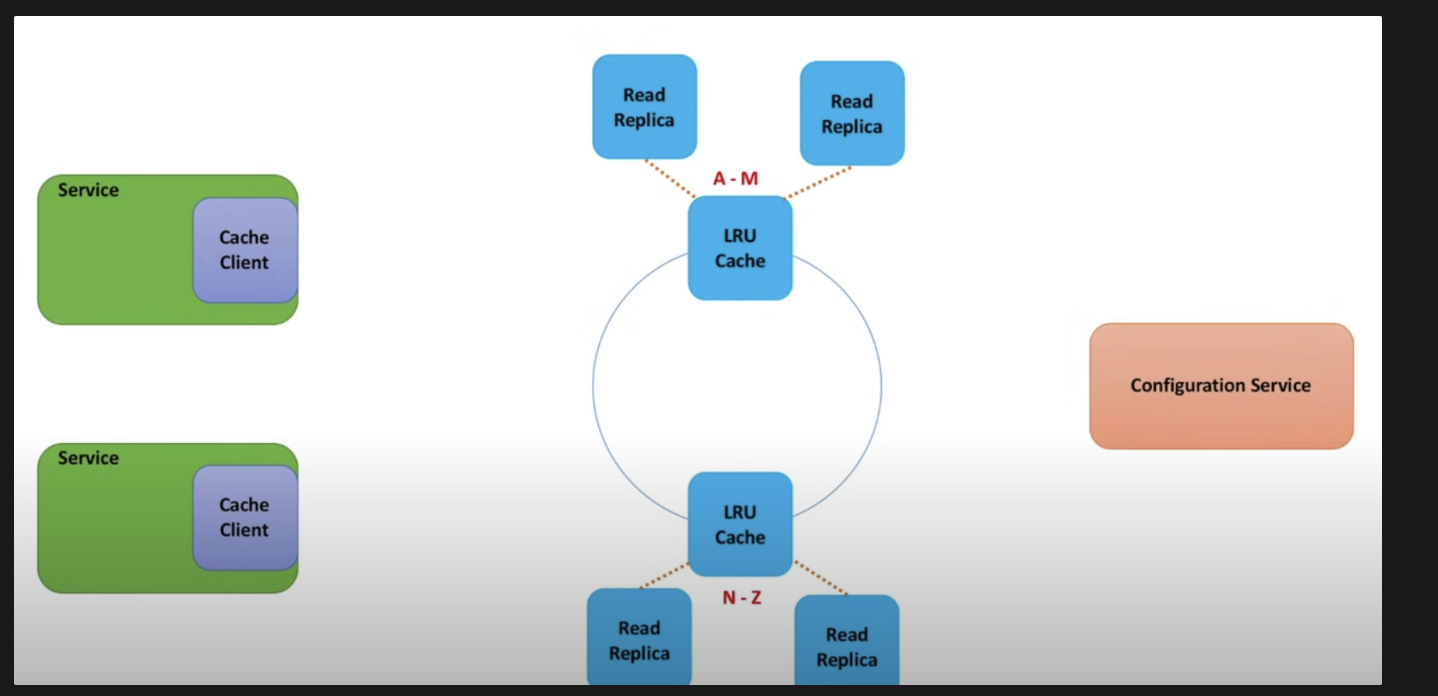 Read
Replica
Read
Replica
A - M
Service
Cache
Client
LRU
Cache
Configuration Service
Service
Cache
Client
LRU
Cache
N - Z
Read
Replica
Read
Replica